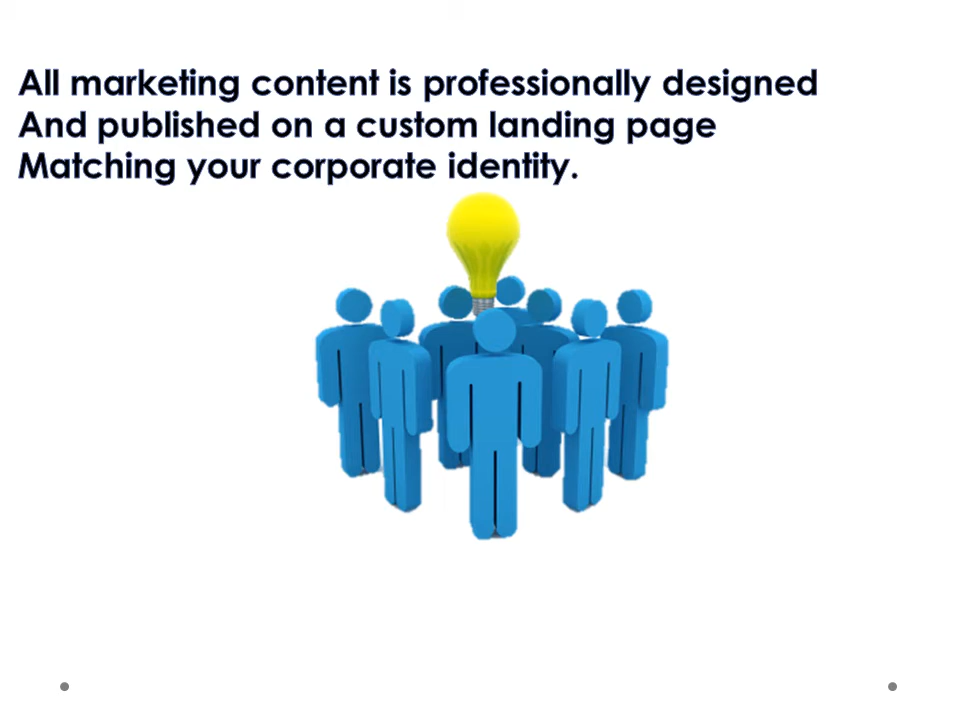 All marketing content is professionally designed
And published on a custom landing page
Matching your corporate identity.